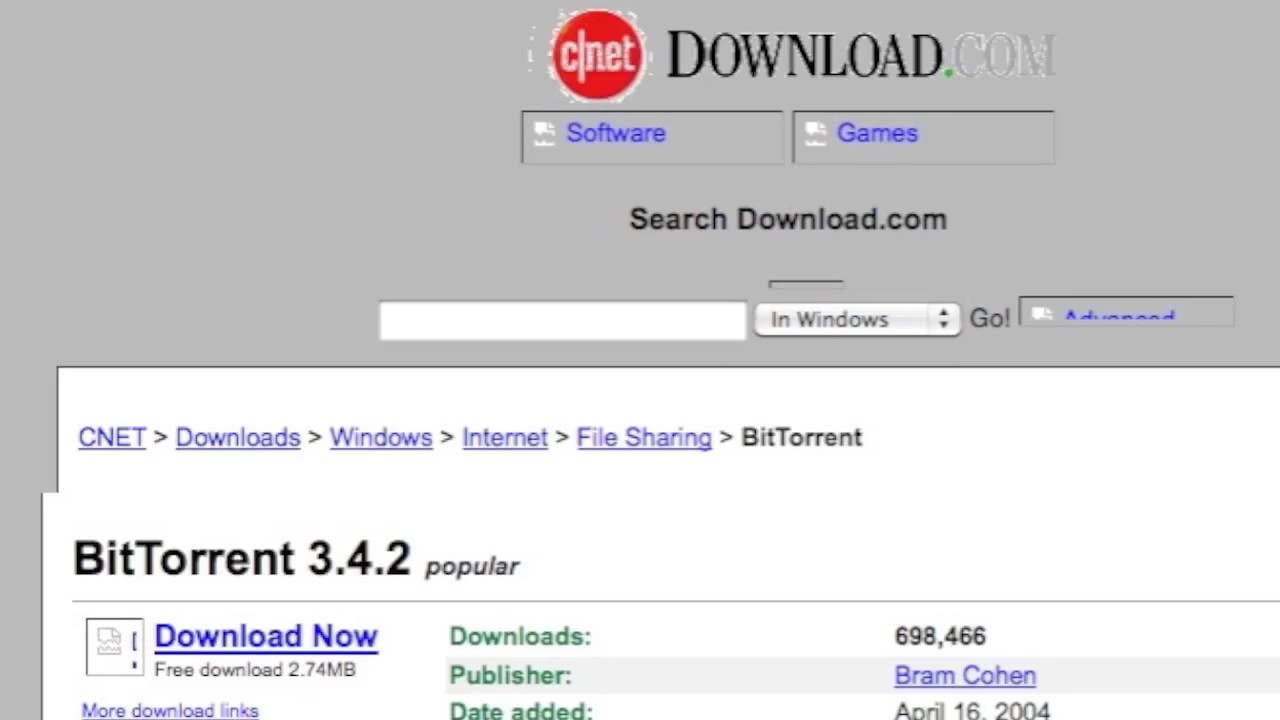 c|net DOWNLOAD.COM
Software Games
Search Download.com
In Windows Go! Advanced
CNET > Downloads > Windows > Internet > File Sharing > BitTorrent
BitTorrent 3.4.2 popular
Download Now Downloads: 698,466
Free download 2.74MB Publisher: Bram Cohen
More download links Date added: April 16, 2004